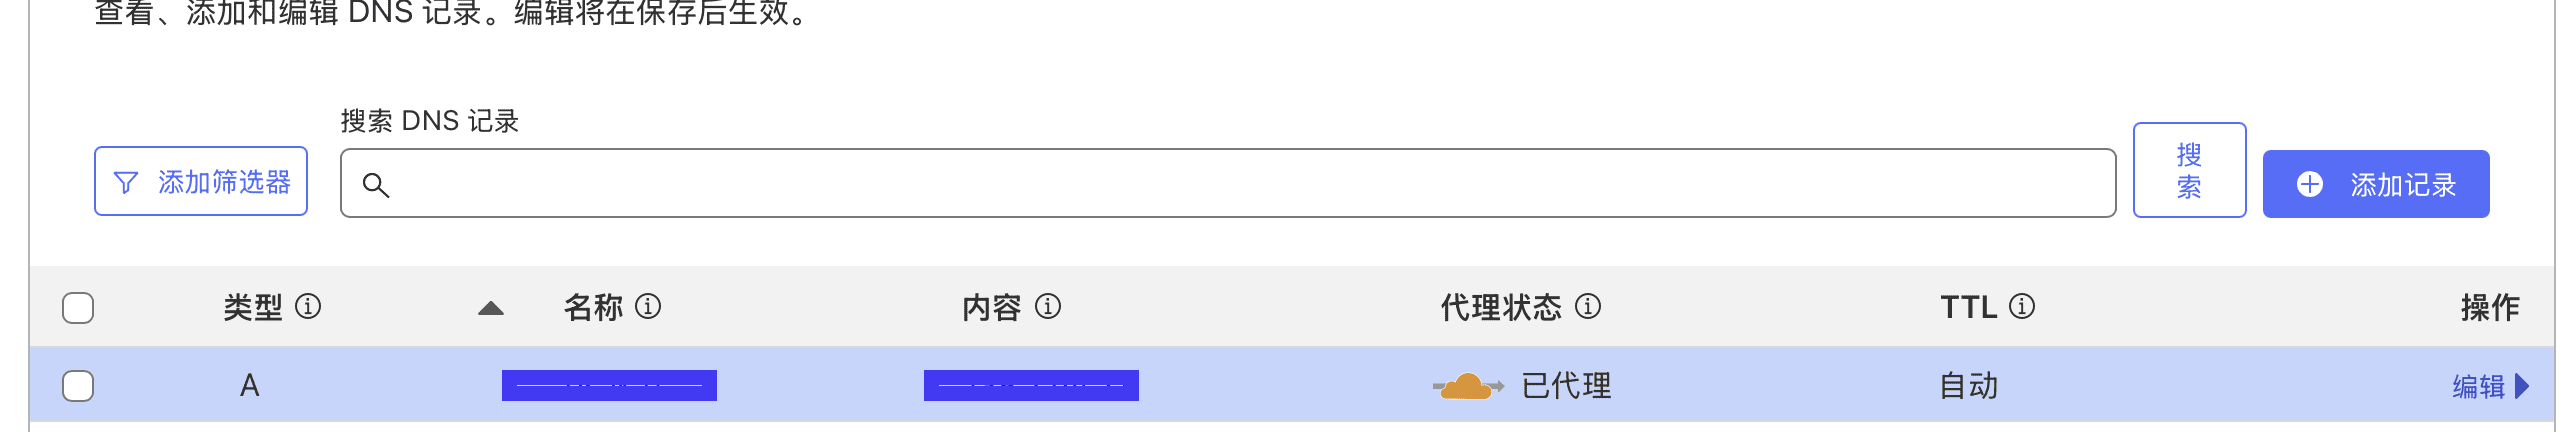 查看、添加和编辑 DNS 记录。编辑将在保存后生效。
搜索 DNS 记录
添加筛选器
搜
索
添加记录
类型 名称 内容 代理状态 TTL 操作
A 已代理 自动 编辑